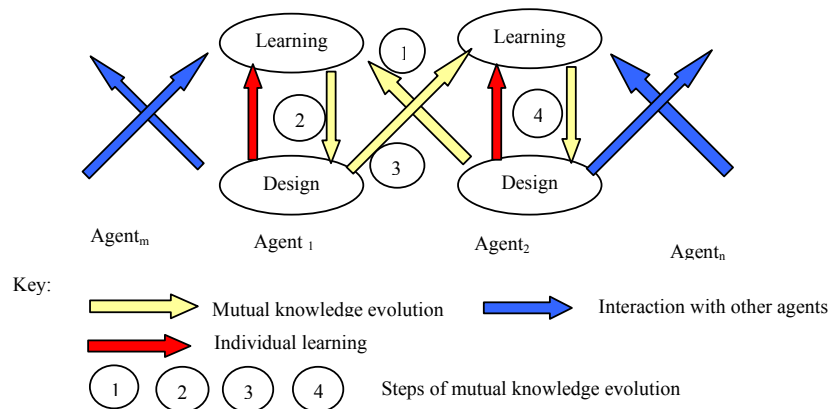 Learning
1
Learning
2
4
3
Design
Design
Agentm
Agent 1
Agent2
Agentn
Key:
Mutual knowledge evolution
Interaction with other agents
Individual learning
1 2 3 4 Steps of mutual knowledge evolution